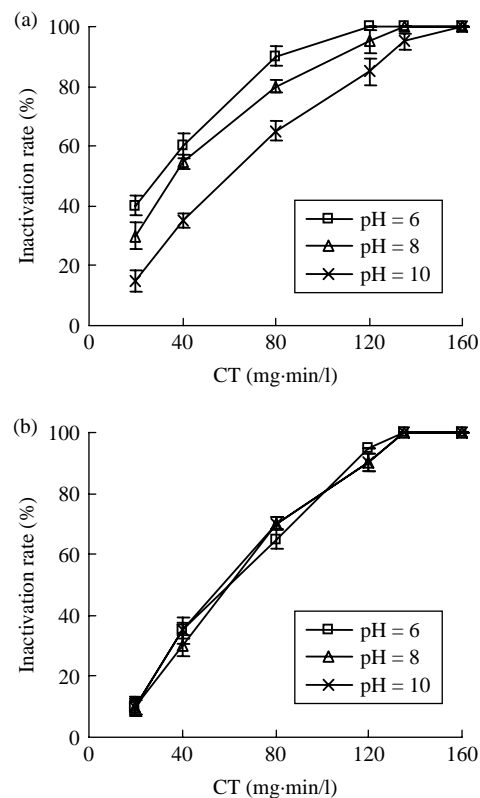 (a)
100
80
60
40
20
0
Inactivation rate (%)
pH = 6
pH = 8
pH = 10
0 40 80 120 160
CT (mg·min/l)
(b)
100
80
60
40
20
0
Inactivation rate (%)
pH = 6
pH = 8
pH = 10
0 40 80 120 160
CT (mg·min/l)